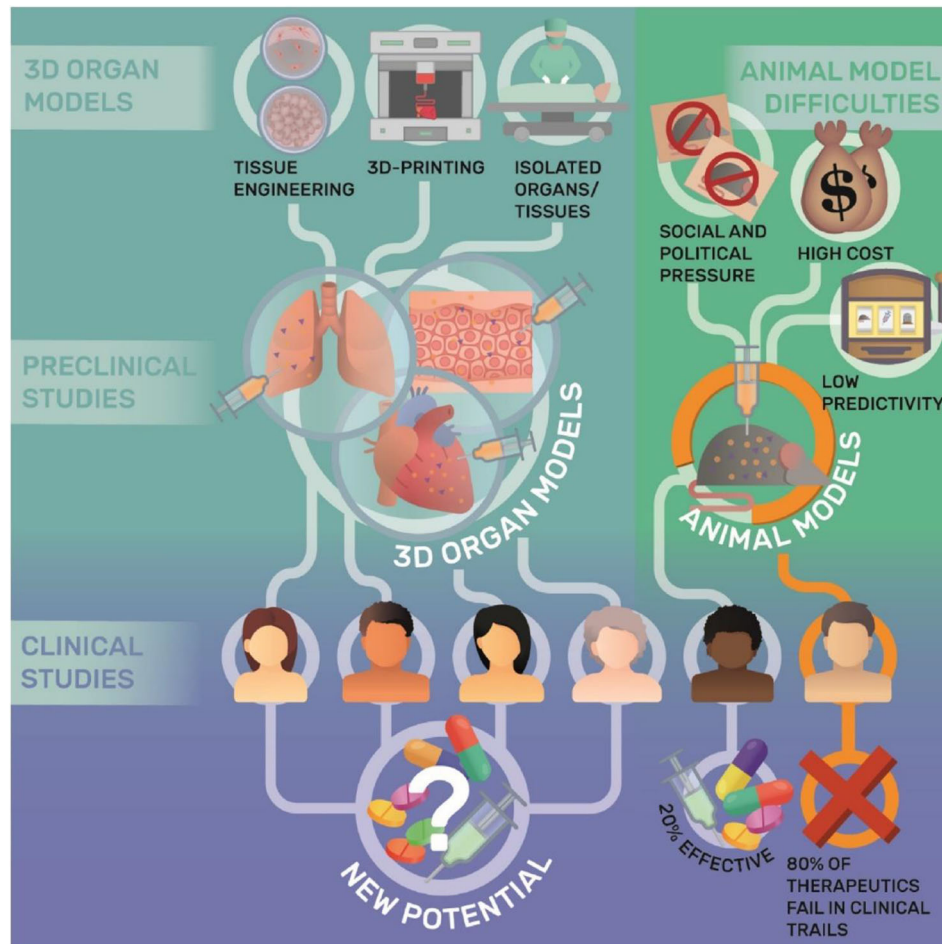 3D ORGAN
MODELS
TISSUE
ENGINEERING
3D-PRINTING
ISOLATED
ORGANS/
TISSUES
ANIMAL MODEL
DIFFICULTIES
$
SOCIAL AND
POLITICAL
PRESSURE
HIGH COST
LOW
PREDICTIVITY
PRECLINICAL
STUDIES
3D ORGAN MODELS
ANIMAL MODELS
CLINICAL
STUDIES
?
NEW POTENTIAL
20% EFFECTIVE
80% OF
THERAPEUTICS
FAIL IN CLINICAL
TRAILS